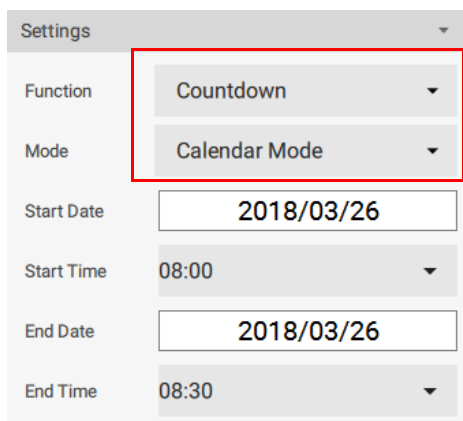 Settings
Function Countdown
Mode Calendar Mode
Start Date 2018/03/26
Start Time 08:00
End Date 2018/03/26
End Time 08:30